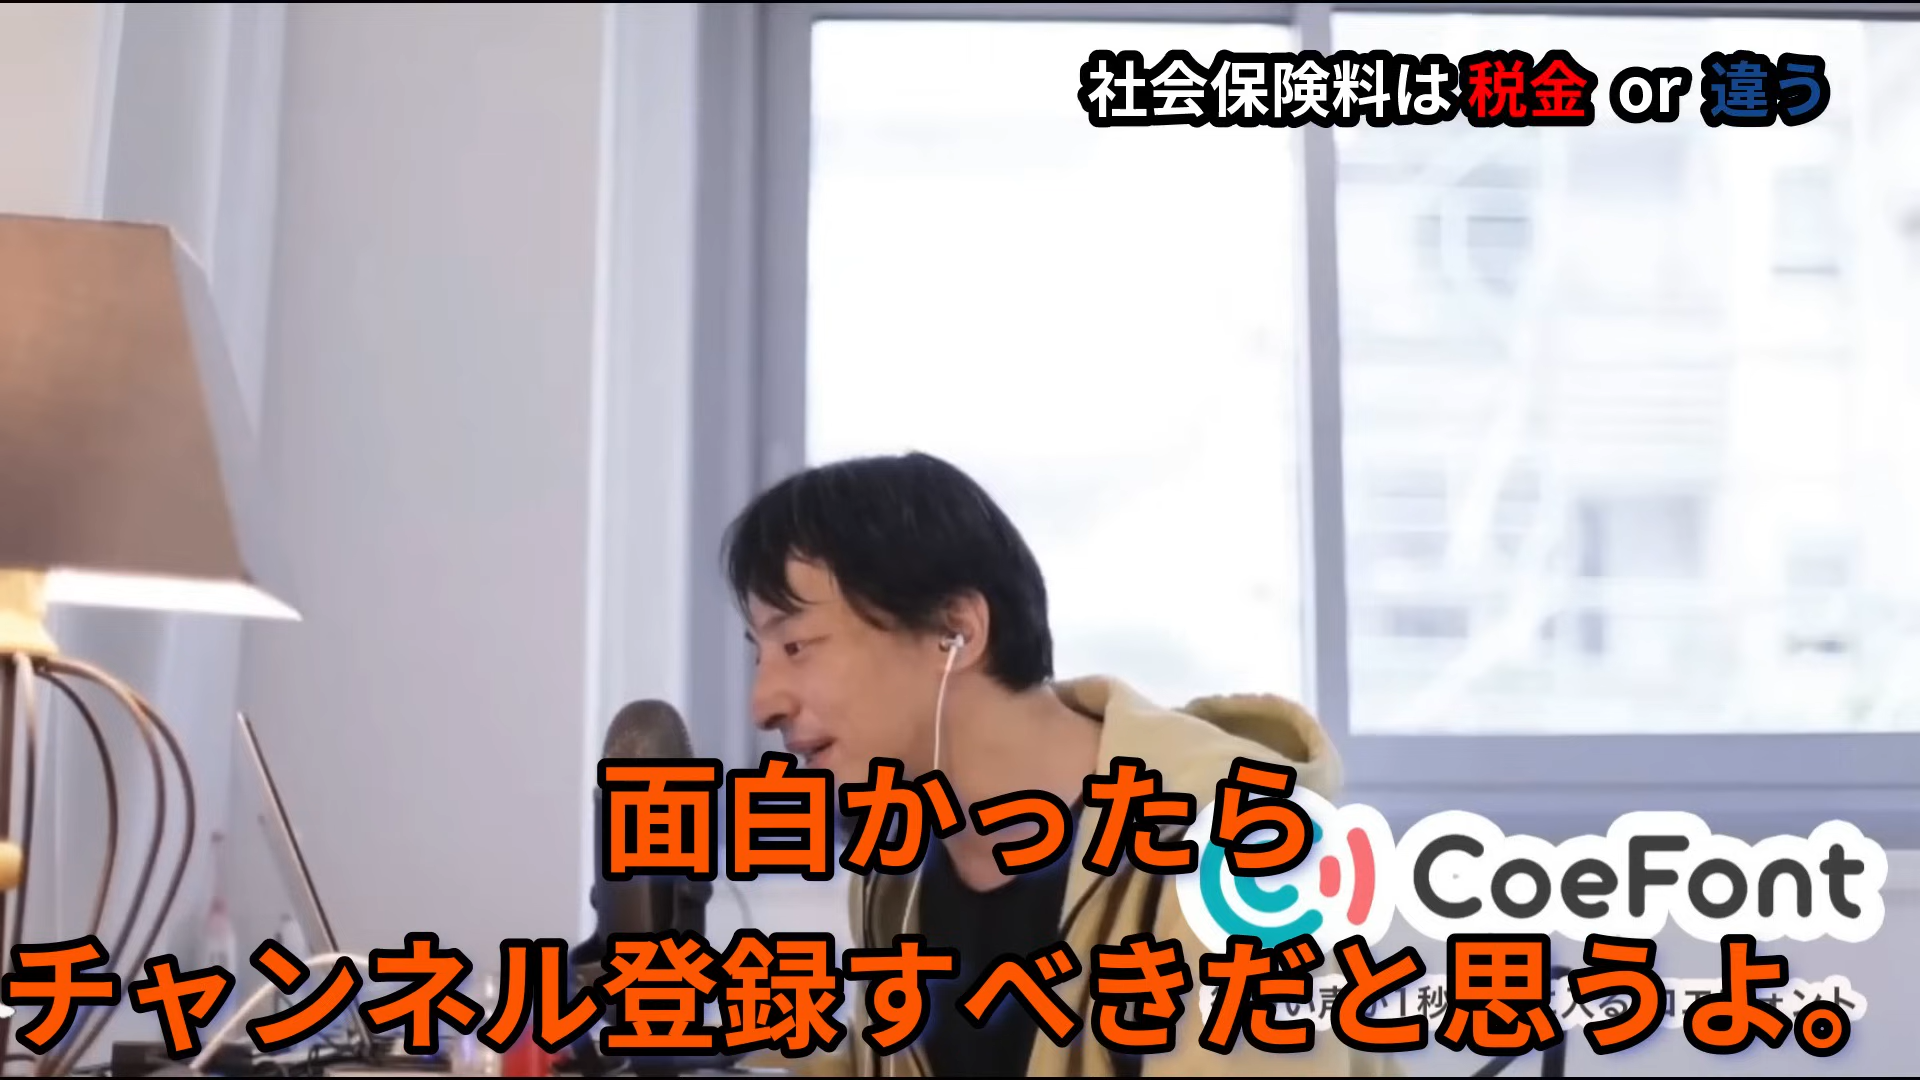 社会保険料は 税金 or 違う
面白かったら
CoeFont
チャンネル登録すべきだと思うよ。